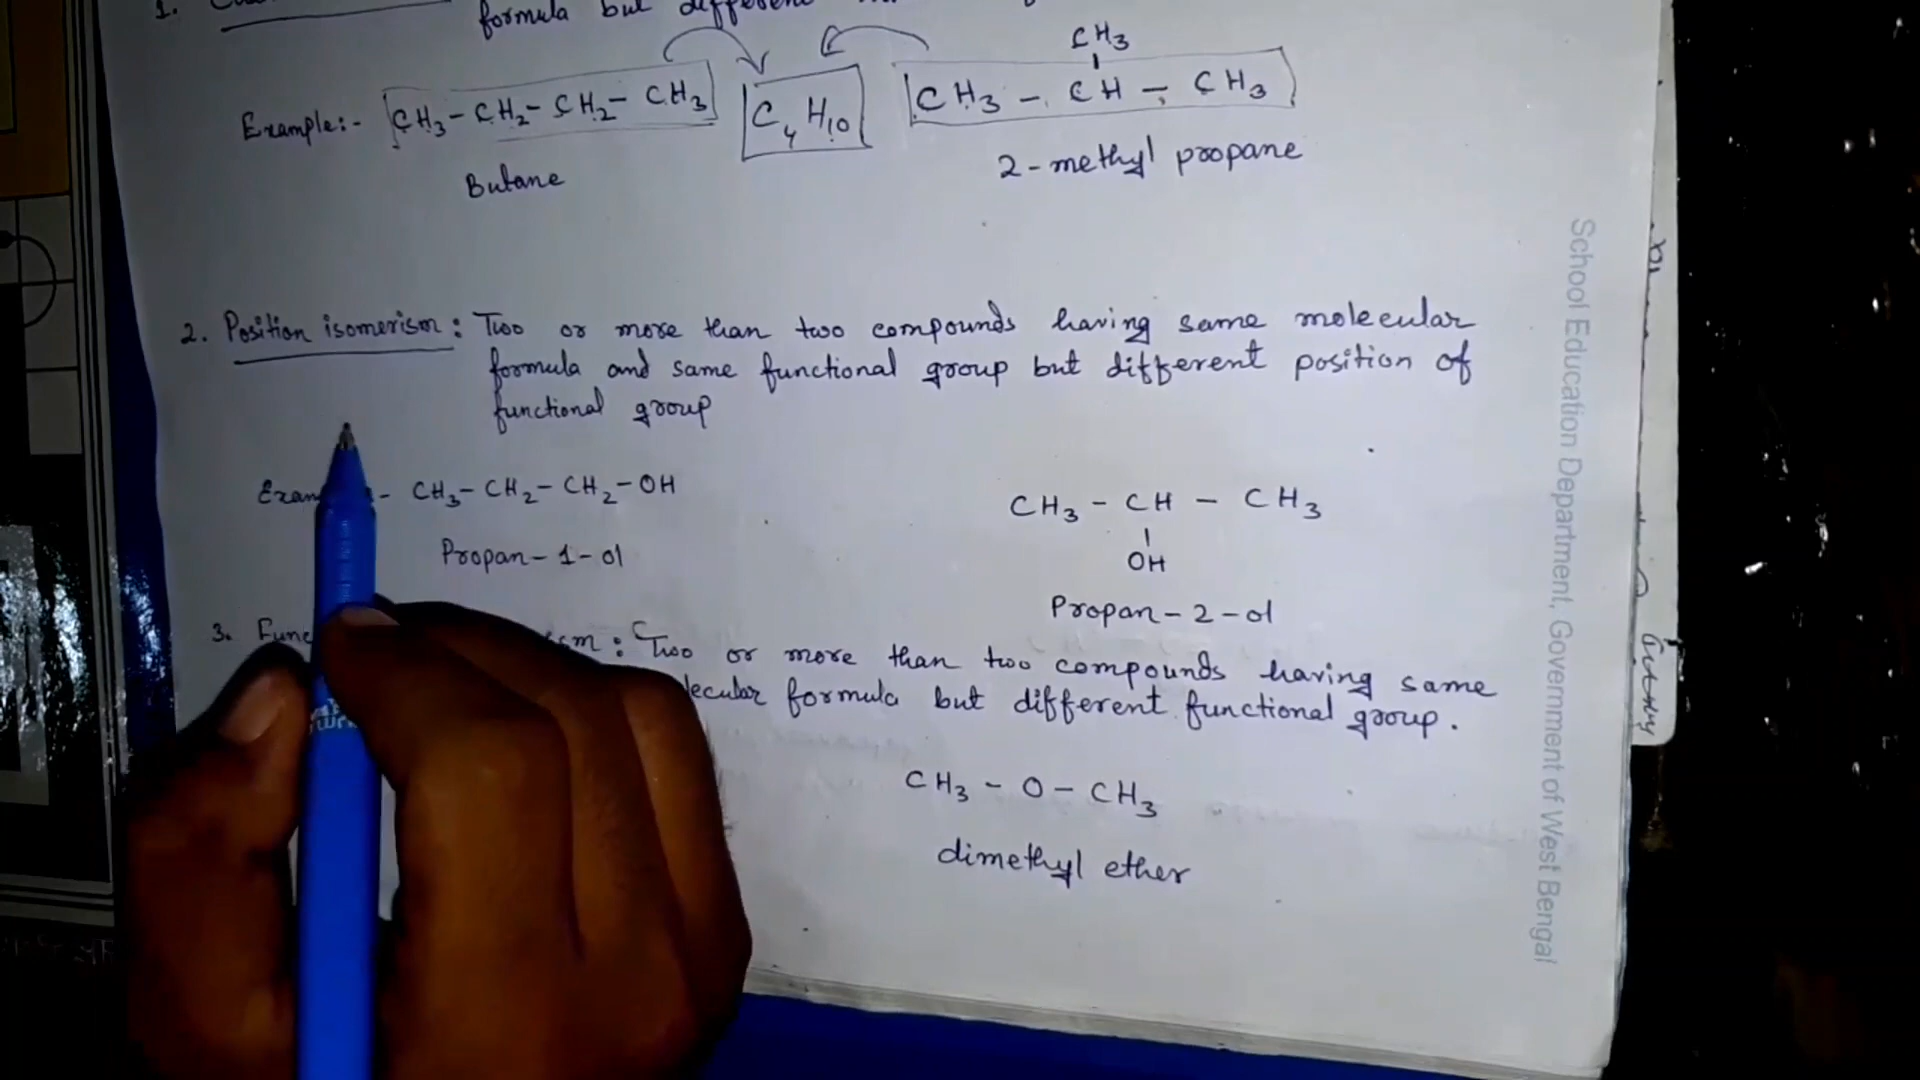 1.
formula but different
CH3
Example:- CH3-CH2-CH2-CH3 C4H10 CH3-CH-CH3
Butane
2-methyl propane
2. Position isomerism: Two or more than two compounds having same molecular
formula and same functional group but different position of
functional group
CH3-CH2-CH2-OH
CH3-CH-CH3
OH
Propan-1-ol
Propan-2-ol
3. Two or more than two compounds having same
formula but different functional group.
CH3-O-CH3
dimethyl ether
School Education Department, Government of West Bengal